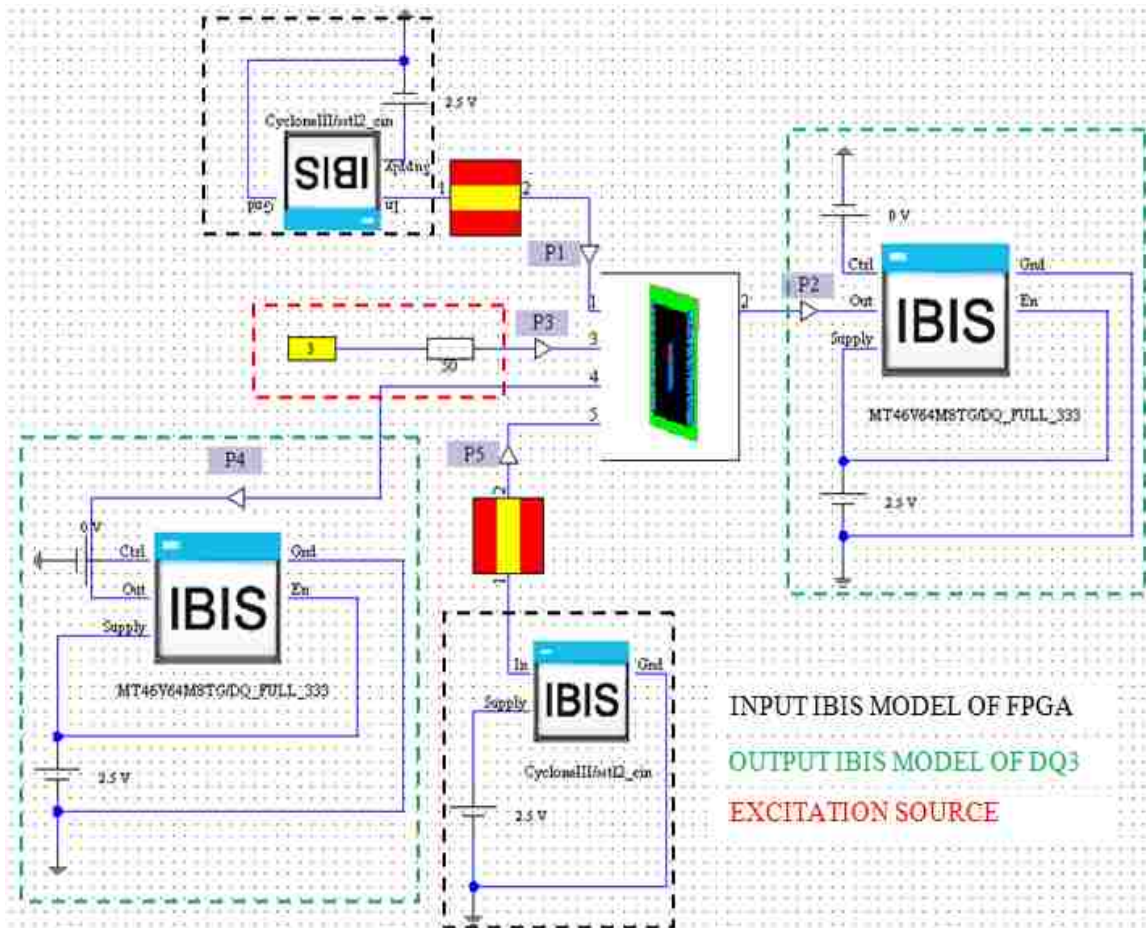 2.5 V
CycloneIII/sstl2_cin
IBIS
Supply
Gnd
In
1
2
P1
0 V
Ctrl
Gnd
P2
2
1
Out
En
IBIS
P3
3
50
3
Supply
4
MT46V64M8TG/DQ_FULL_333
5
P5
P4
2
2.5 V
0 V
Ctrl
Gnd
1
Out
En
IBIS
Supply
In
Gnd
IBIS
MT46V64M8TG/DQ_FULL_333
Supply
INPUT IBIS MODEL OF FPGA
OUTPUT IBIS MODEL OF DQ3
CycloneIII/sstl2_cin
2.5 V
EXCITATION SOURCE
2.5 V